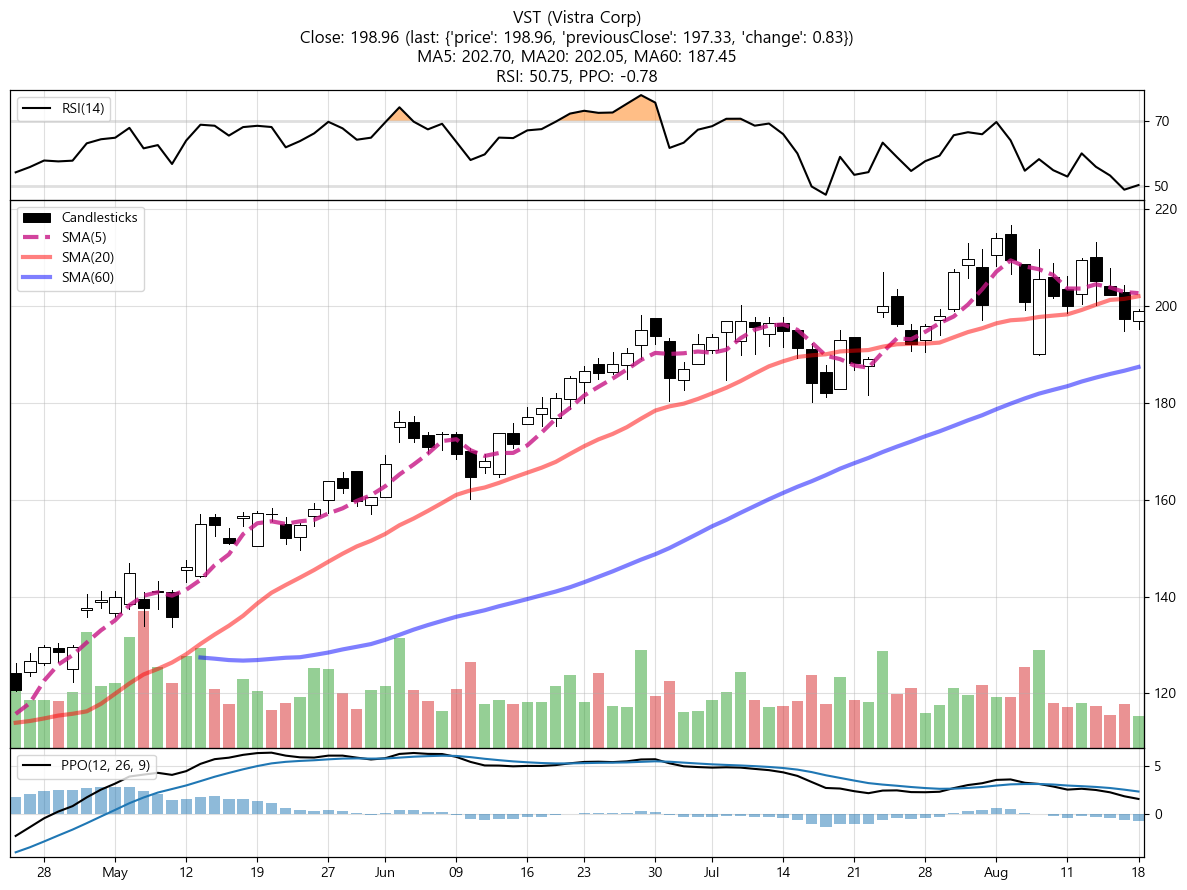 VST (Vistra Corp)
Close: 198.96 (last: {'price': 198.96, 'previousClose': 197.33, 'change': 0.83})
MA5: 202.70, MA20: 202.05, MA60: 187.45
RSI: 50.75, PPO: -0.78
RSI(14)
70
50
Candlesticks
SMA(5)
SMA(20)
SMA(60)
220
200
180
160
140
120
PPO(12, 26, 9)
5
0
28 May 12 19 27 Jun 09 16 23 30 Jul 14 21 28 Aug 11 18